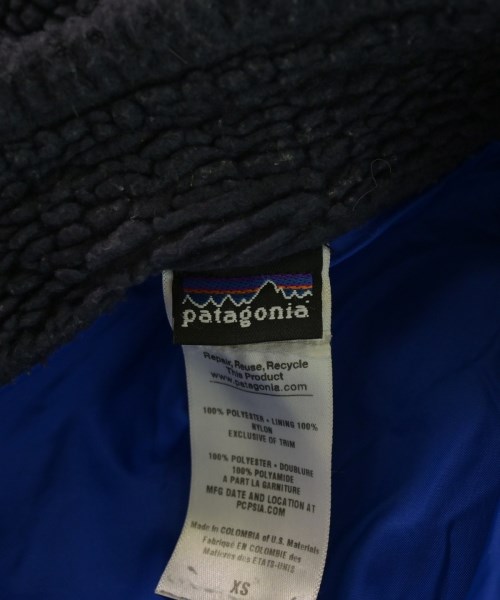 patagonia
Repair, Reuse, Recycle
This Product
www.patagonia.com
100% POLYESTER • LINING 100%
NYLON
EXCLUSIVE OF TRIM
100% POLYESTER • DOUBLURE
100% POLYAMIDE
A PART LA GARNITURE
MFG DATE AND LOCATION AT
PCPSIA.COM
Made in COLOMBIA of U.S. Materials
Fabriqué EN COLOMBIE des
Matières des ÉTATS-UNIS
XS